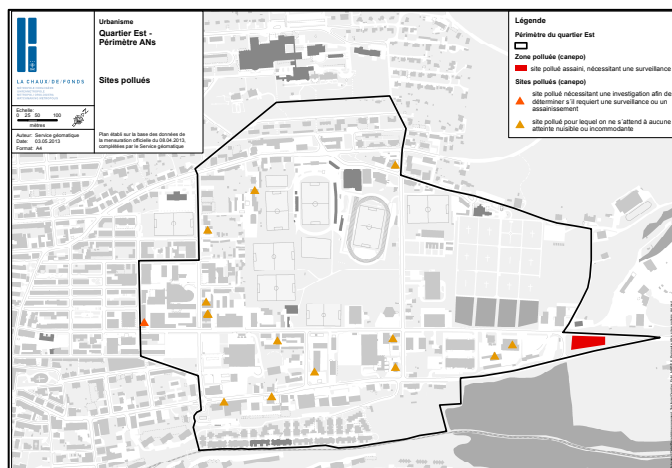 LA CHAUX-DE-FONDS
Echelle:
0 25 50 100
mètres
Auteur: Service géomatique
Date: 03.05.2013
Format: A4
Urbanisme
Quartier Est -
Périmètre ANs
Sites pollués
Plan établi sur la base des données de
la mensuration officielle du 08.04.2013,
complétées par le Service géomatique
Légende
Périmètre du quartier Est
Zone polluée (canepo)
site pollué assaini, nécessitant une surveillance
Sites pollués (canepo)
site pollué nécessitant une investigation afin de
déterminer s'il requiert une surveillance ou un
assainissement
site pollué pour lequel on ne s'attend à aucune
atteinte nuisible ou incommodante